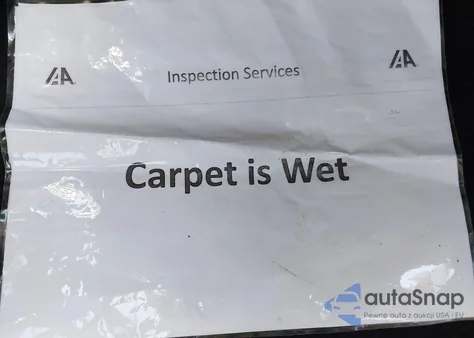 IAA Inspection Services IAA
Carpet is Wet
autaSnap
Pewne auta z aukcji USA i EU